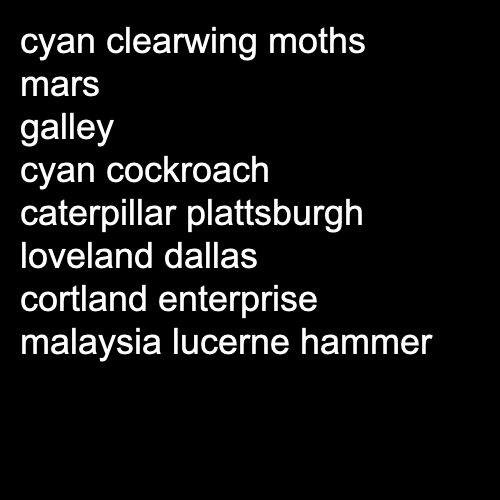 cyan clearwing moths
mars
galley
cyan cockroach
caterpillar plattsburgh
loveland dallas
cortland enterprise
malaysia lucerne hammer